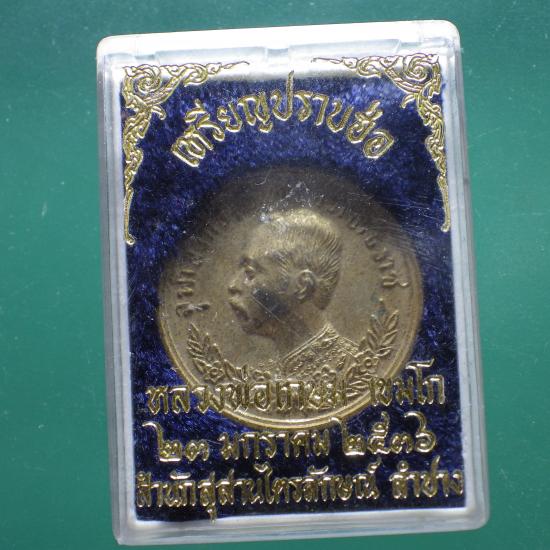 เหรียญปราบฮ่อ
หลวงพ่อเกษม เขมโก
๒๓ มกราคม ๒๕๓๖
สำนักสุสานไตรลักษณ์ ลำปาง